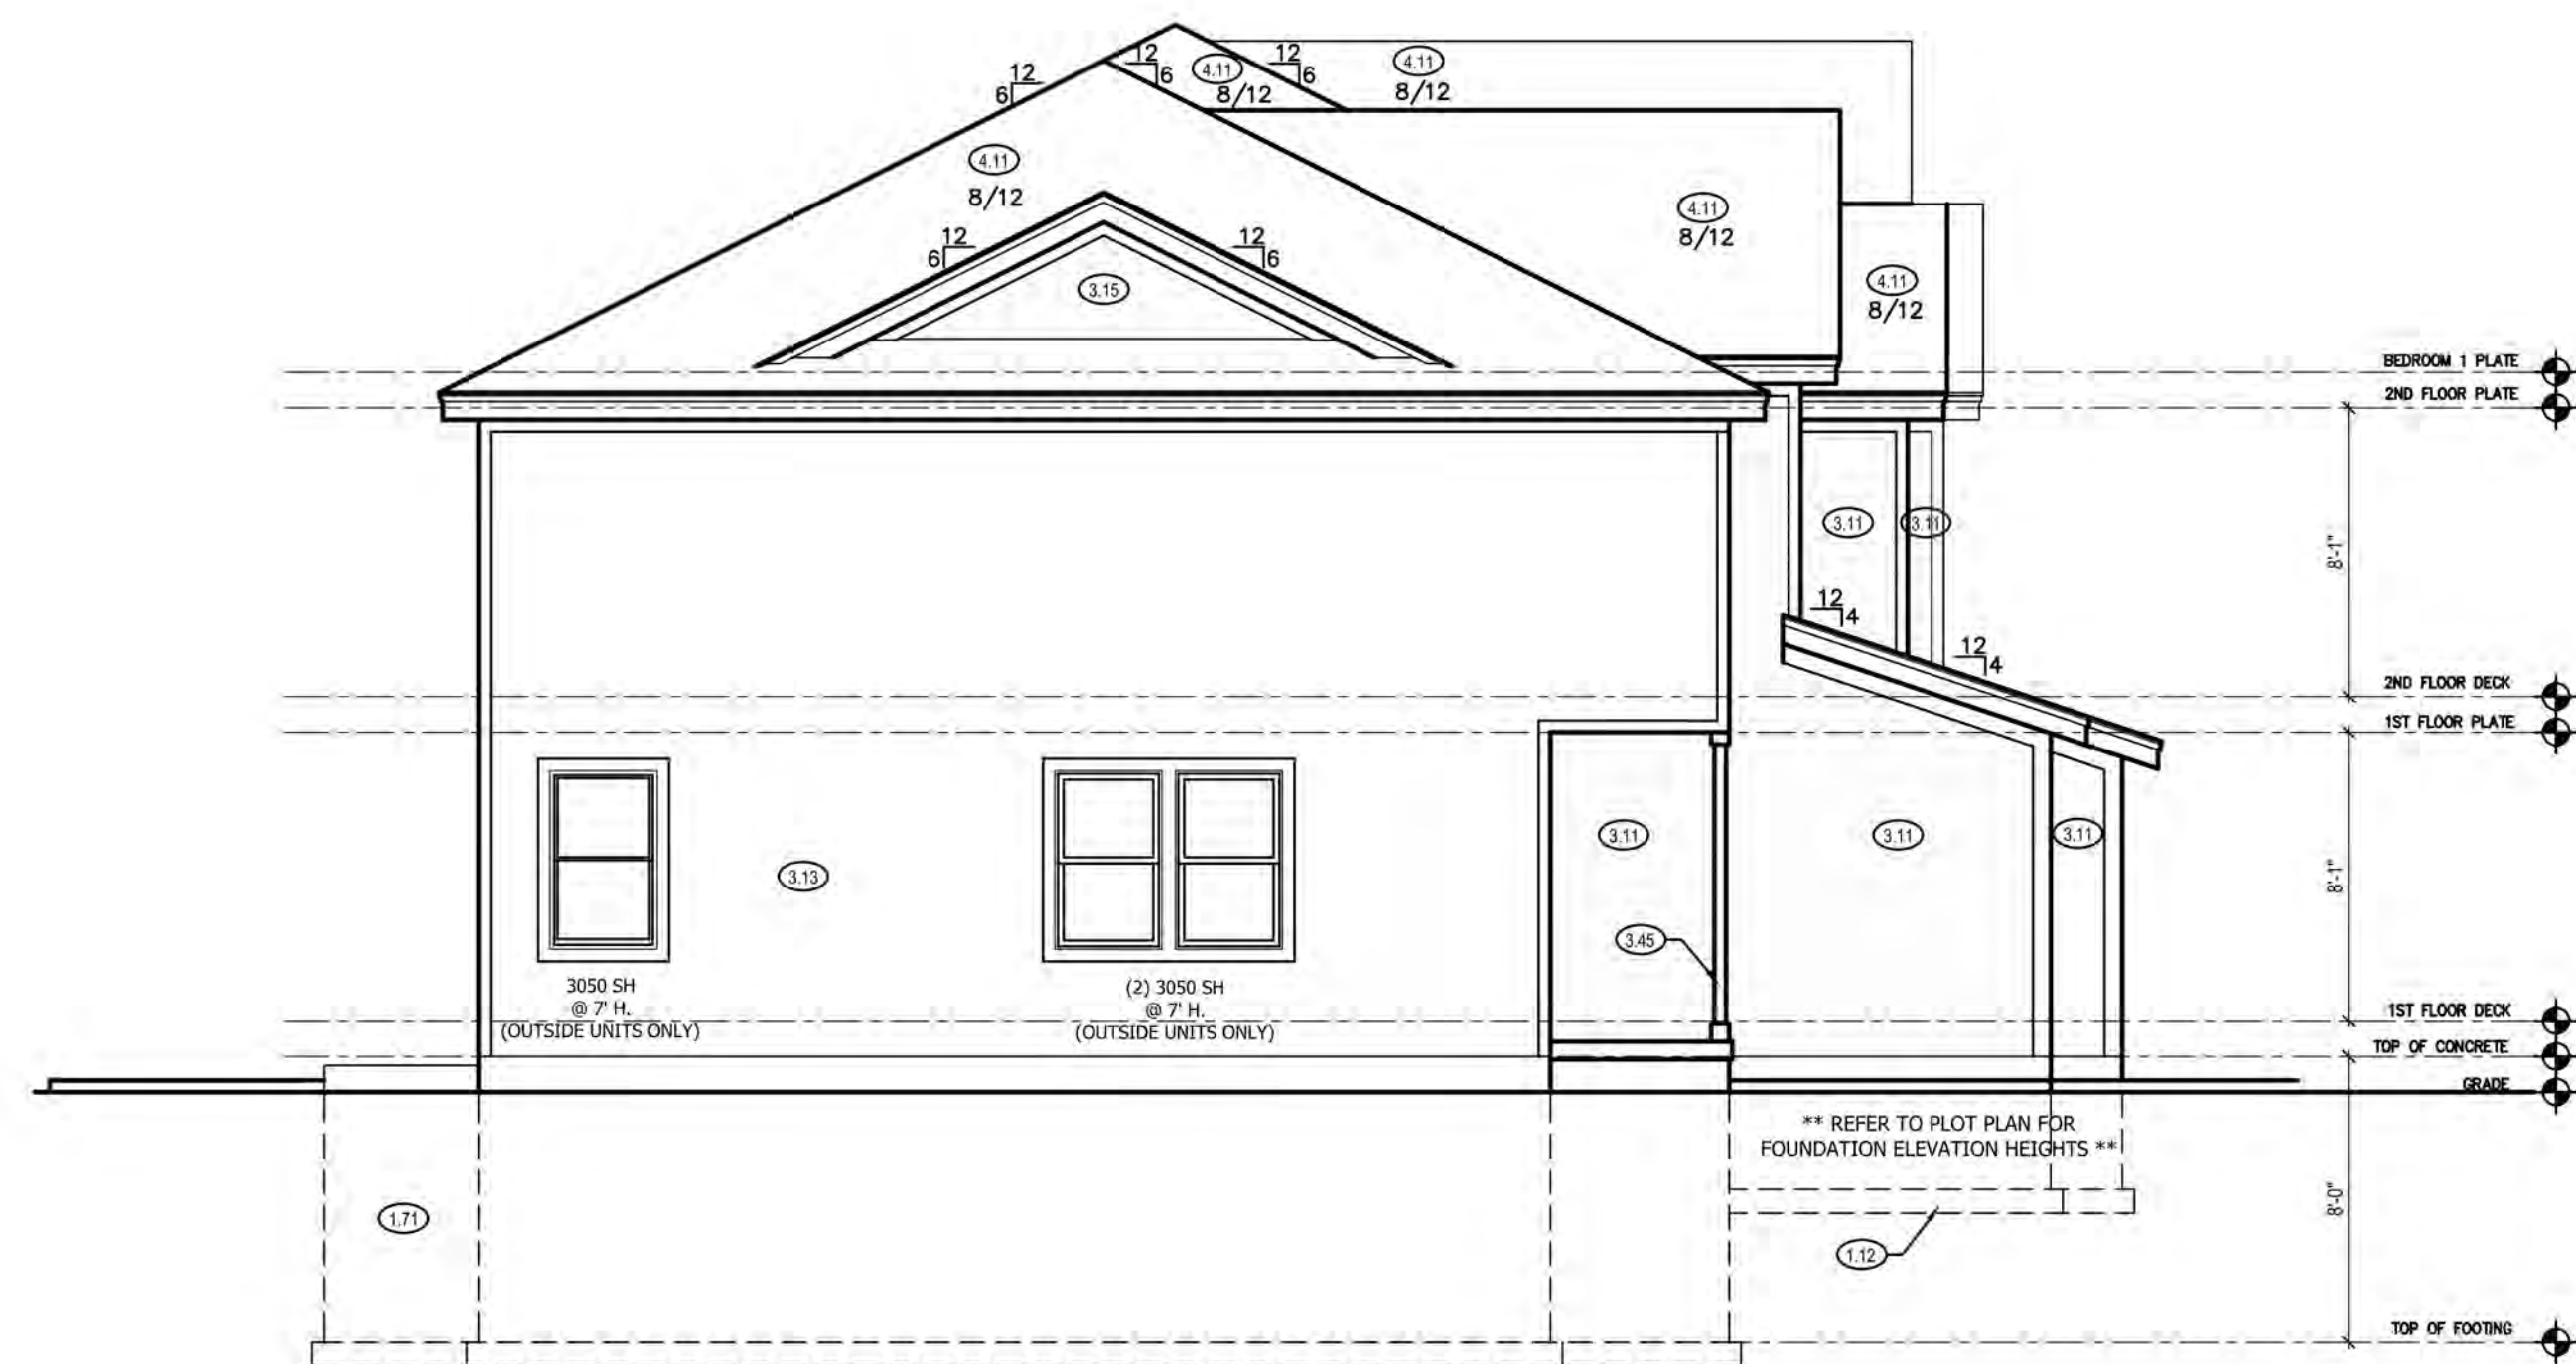 12
6
12
6
4.11
8/12
12
6
4.11
8/12
4.11
8/12
4.11
8/12
12
6
12
6
3.15
4.11
8/12
BEDROOM 1 PLATE
2ND FLOOR PLATE
3.11
3.11
8'-1"
12
4
12
4
2ND FLOOR DECK
1ST FLOOR PLATE
3.13
3.11
3.11
3.11
8'-1"
3.45
3050 SH
@ 7' H.
(OUTSIDE UNITS ONLY)
(2) 3050 SH
@ 7' H.
(OUTSIDE UNITS ONLY)
1ST FLOOR DECK
TOP OF CONCRETE
GRADE
** REFER TO PLOT PLAN FOR
FOUNDATION ELEVATION HEIGHTS **
1.71
1.12
8'-0"
TOP OF FOOTING